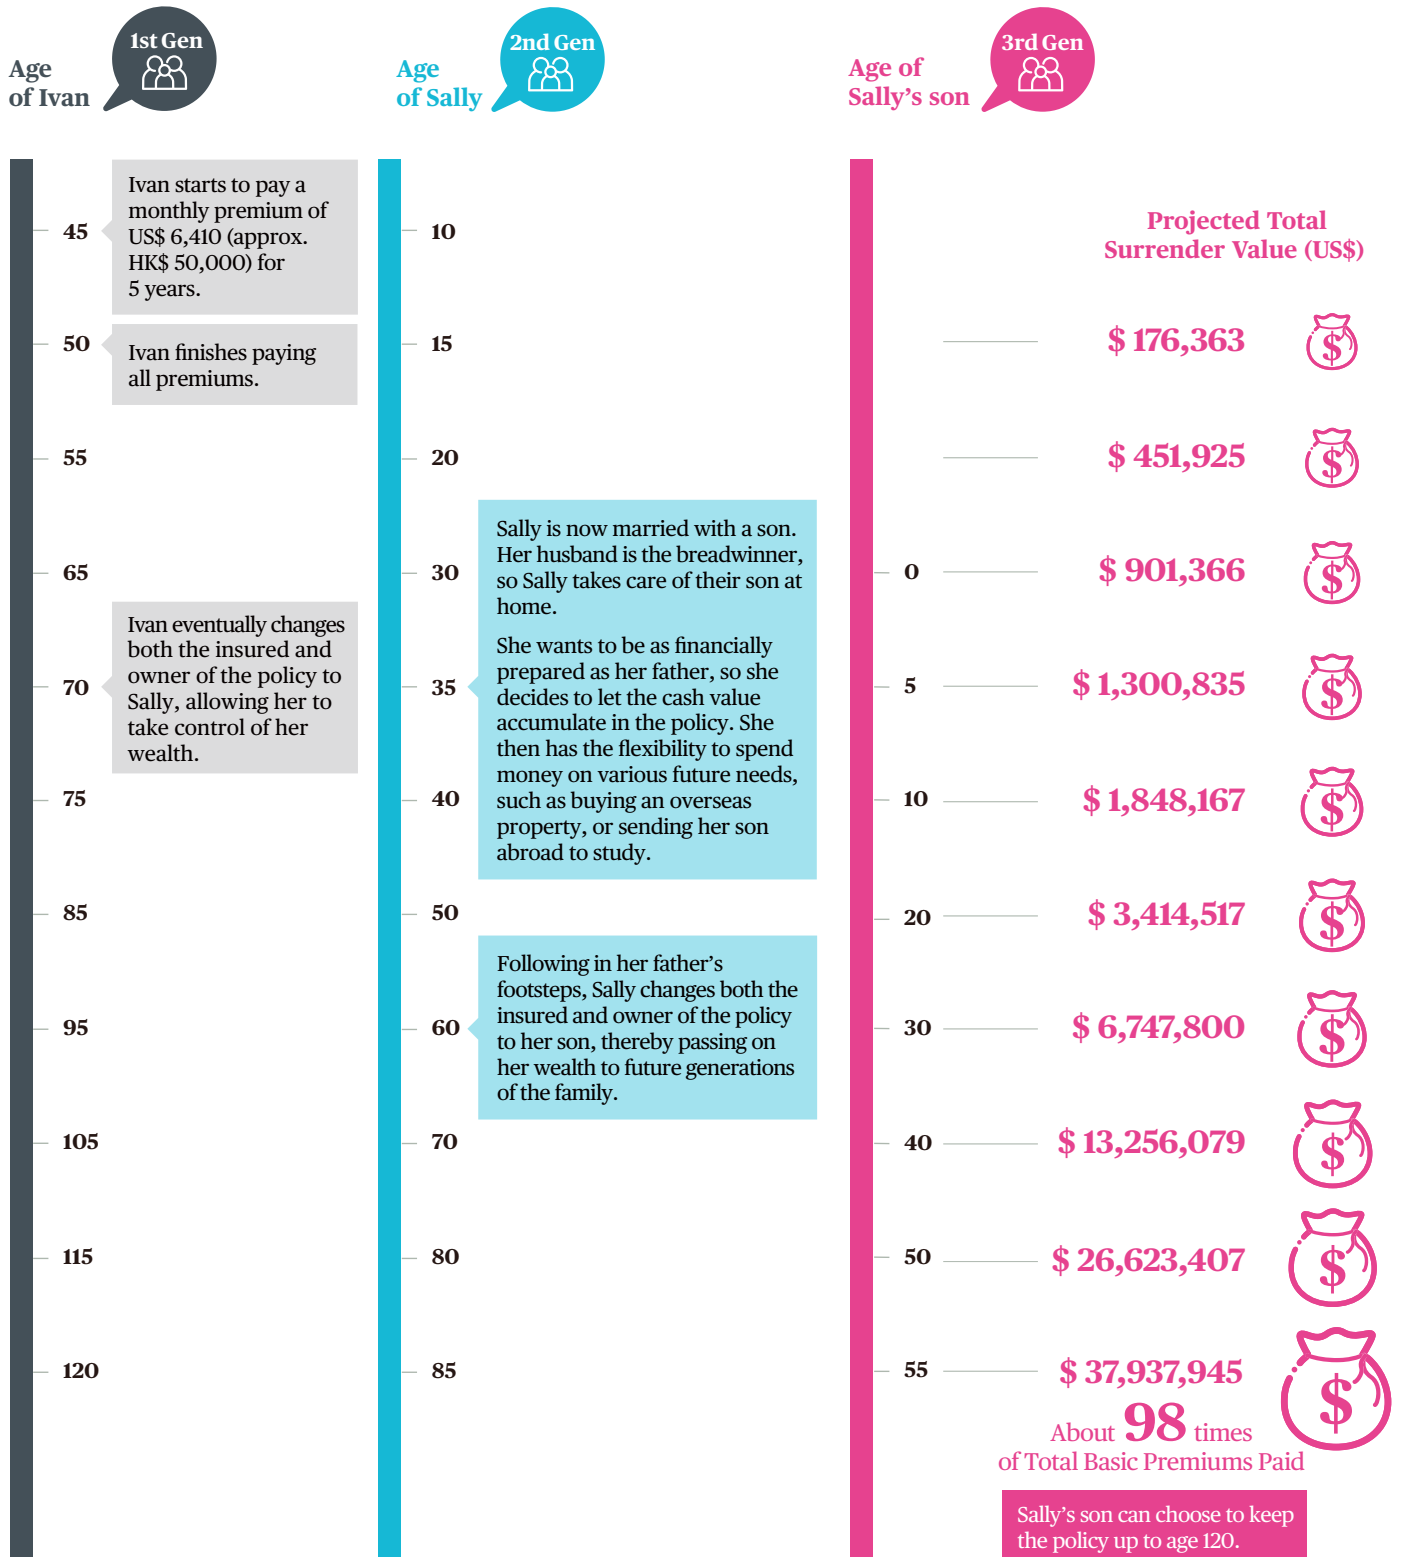 Age
of Ivan
1st Gen
45
Ivan starts to pay a
monthly premium of
US$ 6,410 (approx.
HK$ 50,000) for
5 years.
50
Ivan finishes paying
all premiums.
55
65
70
Ivan eventually changes
both the insured and
owner of the policy to
Sally, allowing her to
take control of her
wealth.
75
85
95
105
115
120
Age
of Sally
2nd Gen
10
15
20
30
35
Sally is now married with a son.
Her husband is the breadwinner,
so Sally takes care of their son at
home.
She wants to be as financially
prepared as her father, so she
decides to let the cash value
accumulate in the policy. She
then has the flexibility to spend
money on various future needs,
such as buying an overseas
property, or sending her son
abroad to study.
40
50
60
Following in her father’s
footsteps, Sally changes both the
insured and owner of the policy
to her son, thereby passing on
her wealth to future generations
of the family.
70
80
85
Age of
Sally’s son
3rd Gen
Projected Total
Surrender Value (US$)
$ 176,363
$
$ 451,925
$
0
$ 901,366
$
5
$ 1,300,835
$
10
$ 1,848,167
$
20
$ 3,414,517
$
30
$ 6,747,800
$
40
$ 13,256,079
$
50
$ 26,623,407
$
55
$ 37,937,945
$
About 98 times
of Total Basic Premiums Paid
Sally’s son can choose to keep
the policy up to age 120.